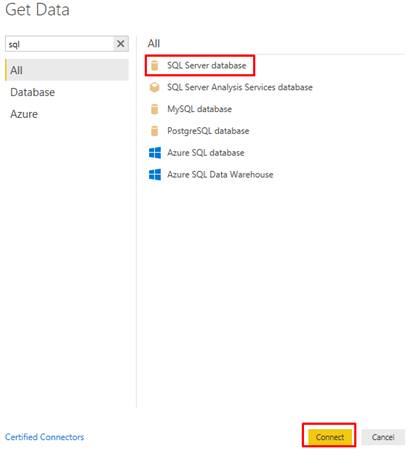 Get Data
sql
All
Database
Azure
All
SQL Server database
SQL Server Analysis Services database
MySQL database
PostgreSQL database
Azure SQL database
Azure SQL Data Warehouse
Certified Connectors
Connect
Cancel